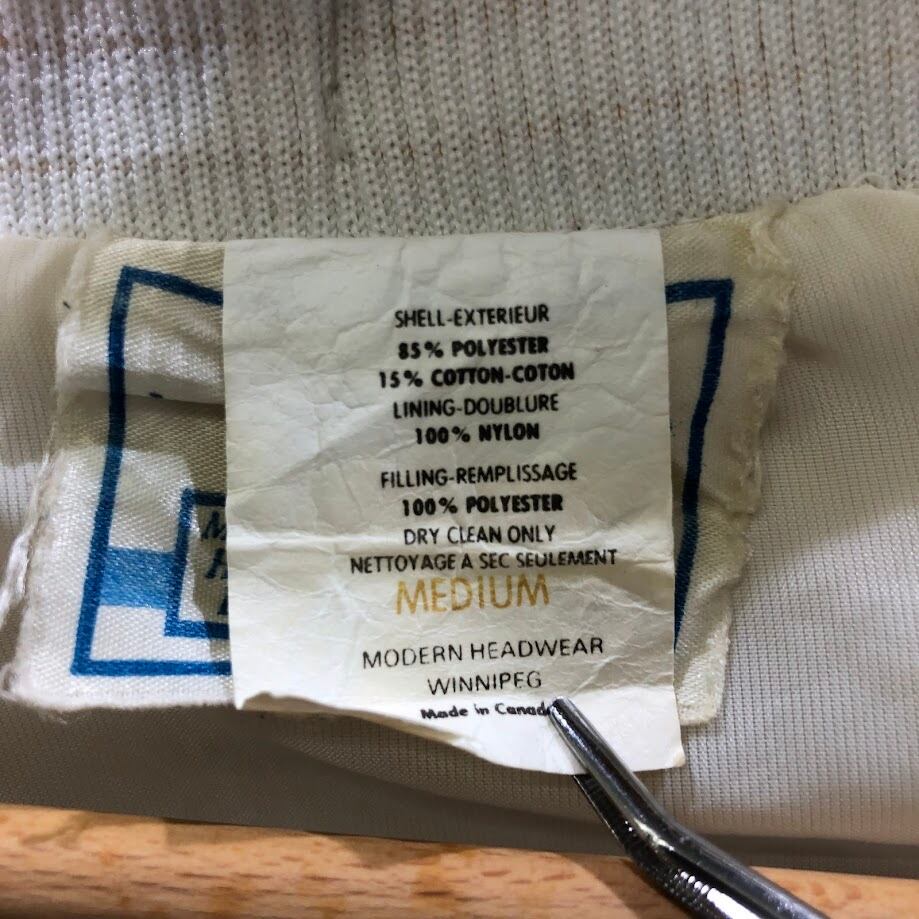 SHELL-EXTERIEUR
85% POLYESTER
15% COTTON-COTON
LINING-DOUBLURE
100% NYLON
FILLING-REMPLISSAGE
100% POLYESTER
DRY CLEAN ONLY
NETTOYAGE A SEC SEULEMENT
MEDIUM
MODERN HEADWEAR
WINNIPEG
Made in Canada